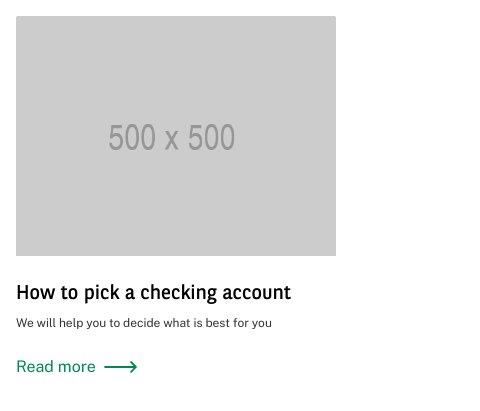 500 x 500
How to pick a checking account
We will help you to decide what is best for you
Read more